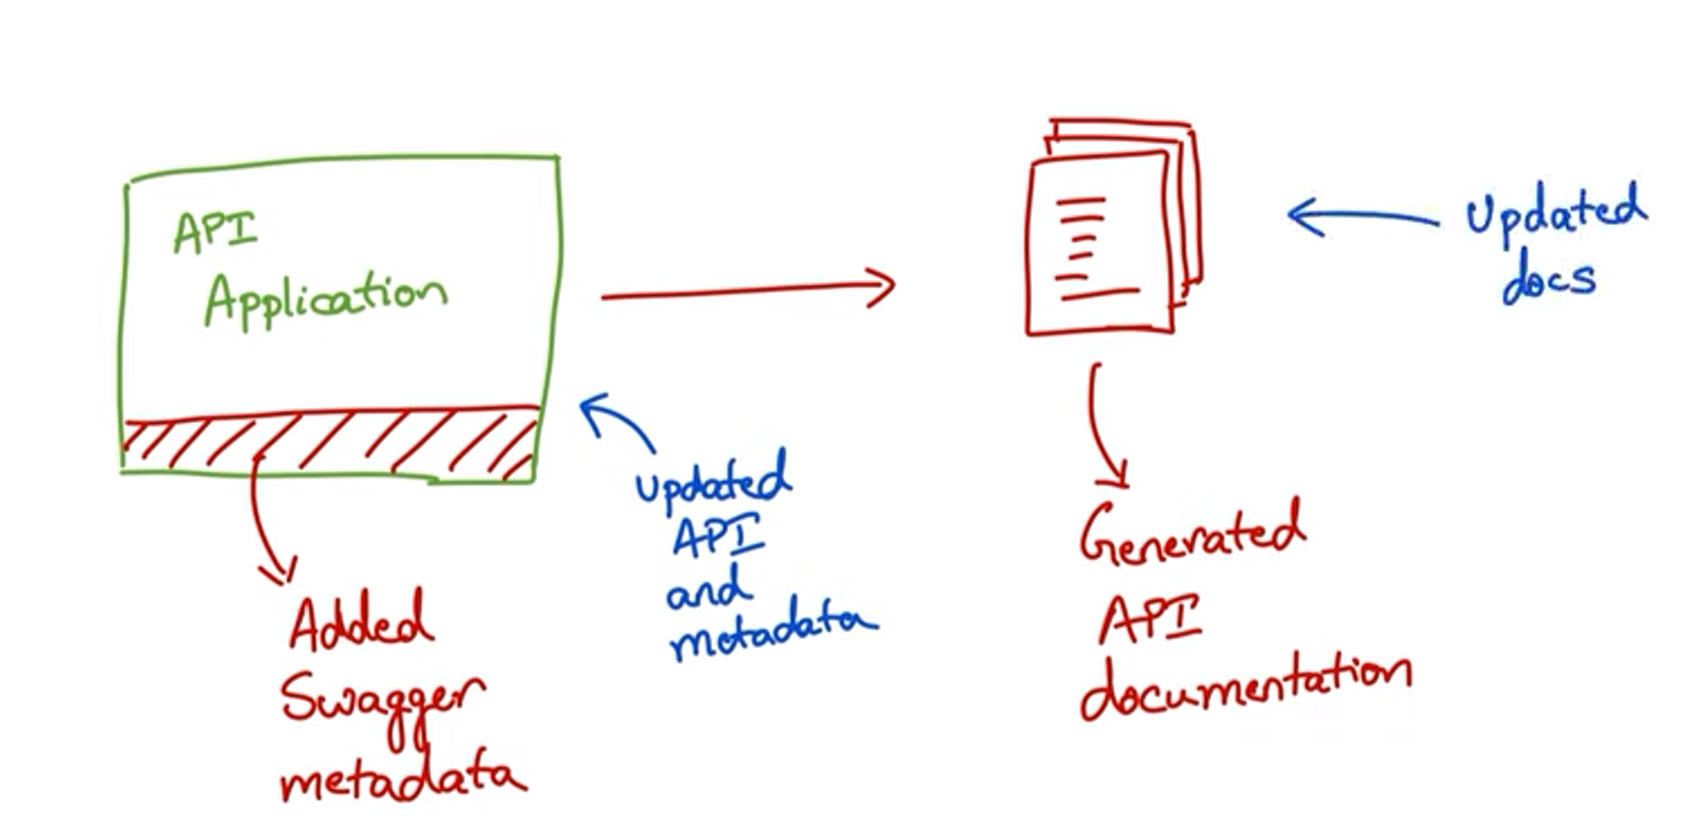 API
Application
Added
Swagger
metadata
Updated
API
and
metadata
Generated
API
documentation
Updated
docs